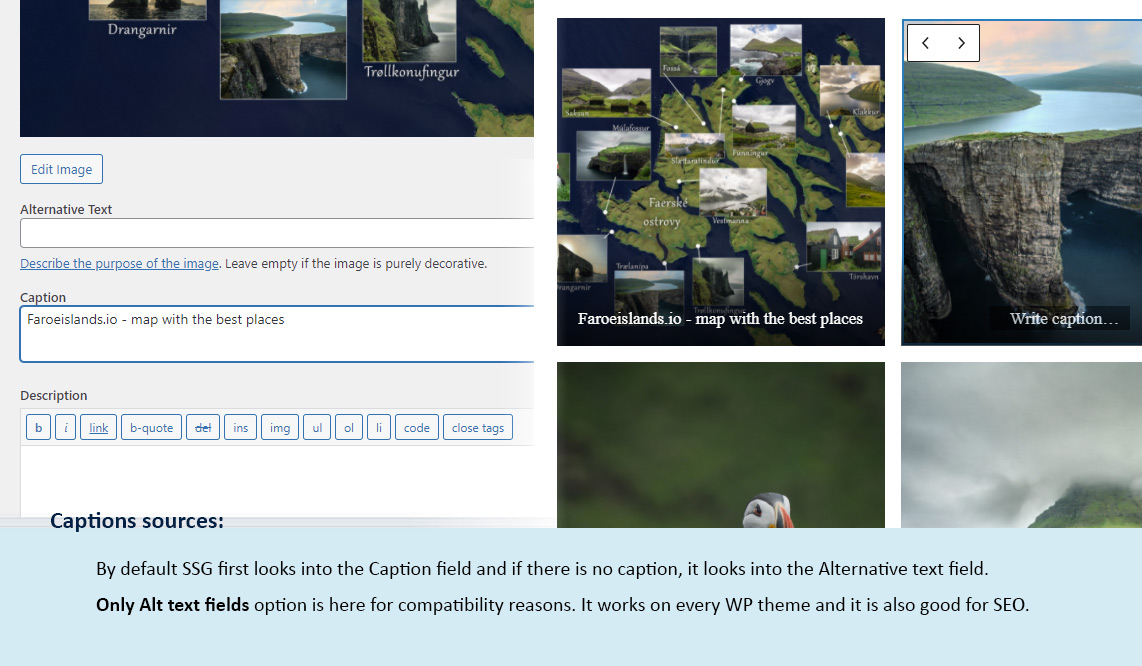 Drangarnir
Trøllkonufingur
Edit Image
Alternative Text
Describe the purpose of the image. Leave empty if the image is purely decorative.
Caption
Faroeislands.io - map with the best places
Description
b i link b-quote del ins img ul ol li code close tags
Fossá
Gjógv
Saksun
Klakkur
Múlafossur
Slættaratindur
Funningur
Faerské
ostrovy
Vestmanna
Trælanípa
Tórshavn
Drangarnir
Trøllkonufingur
Faroeislands.io - map with the best places
Write caption...
Captions sources:
By default SSG first looks into the Caption field and if there is no caption, it looks into the Alternative text field.
Only Alt text fields option is here for compatibility reasons. It works on every WP theme and it is also good for SEO.